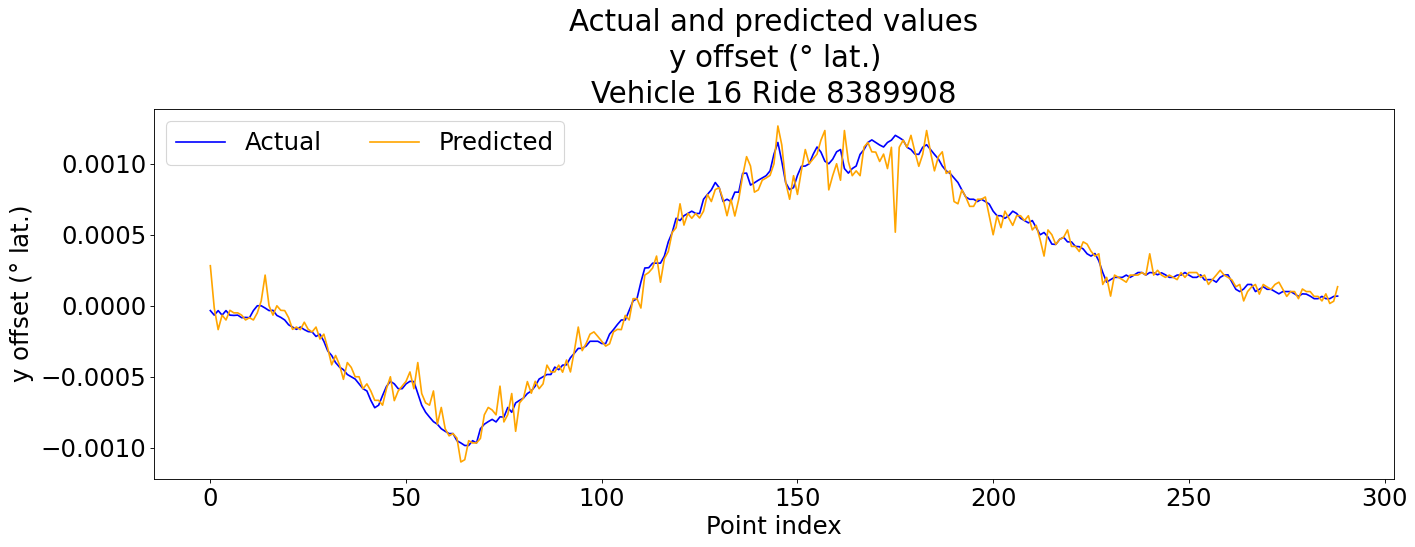 Actual and predicted values
y offset (° lat.)
Vehicle 16 Ride 8389908
Actual
Predicted
y offset (° lat.)
0.0010
0.0005
0.0000
−0.0005
−0.0010
0 50 100 150 200 250 300
Point index